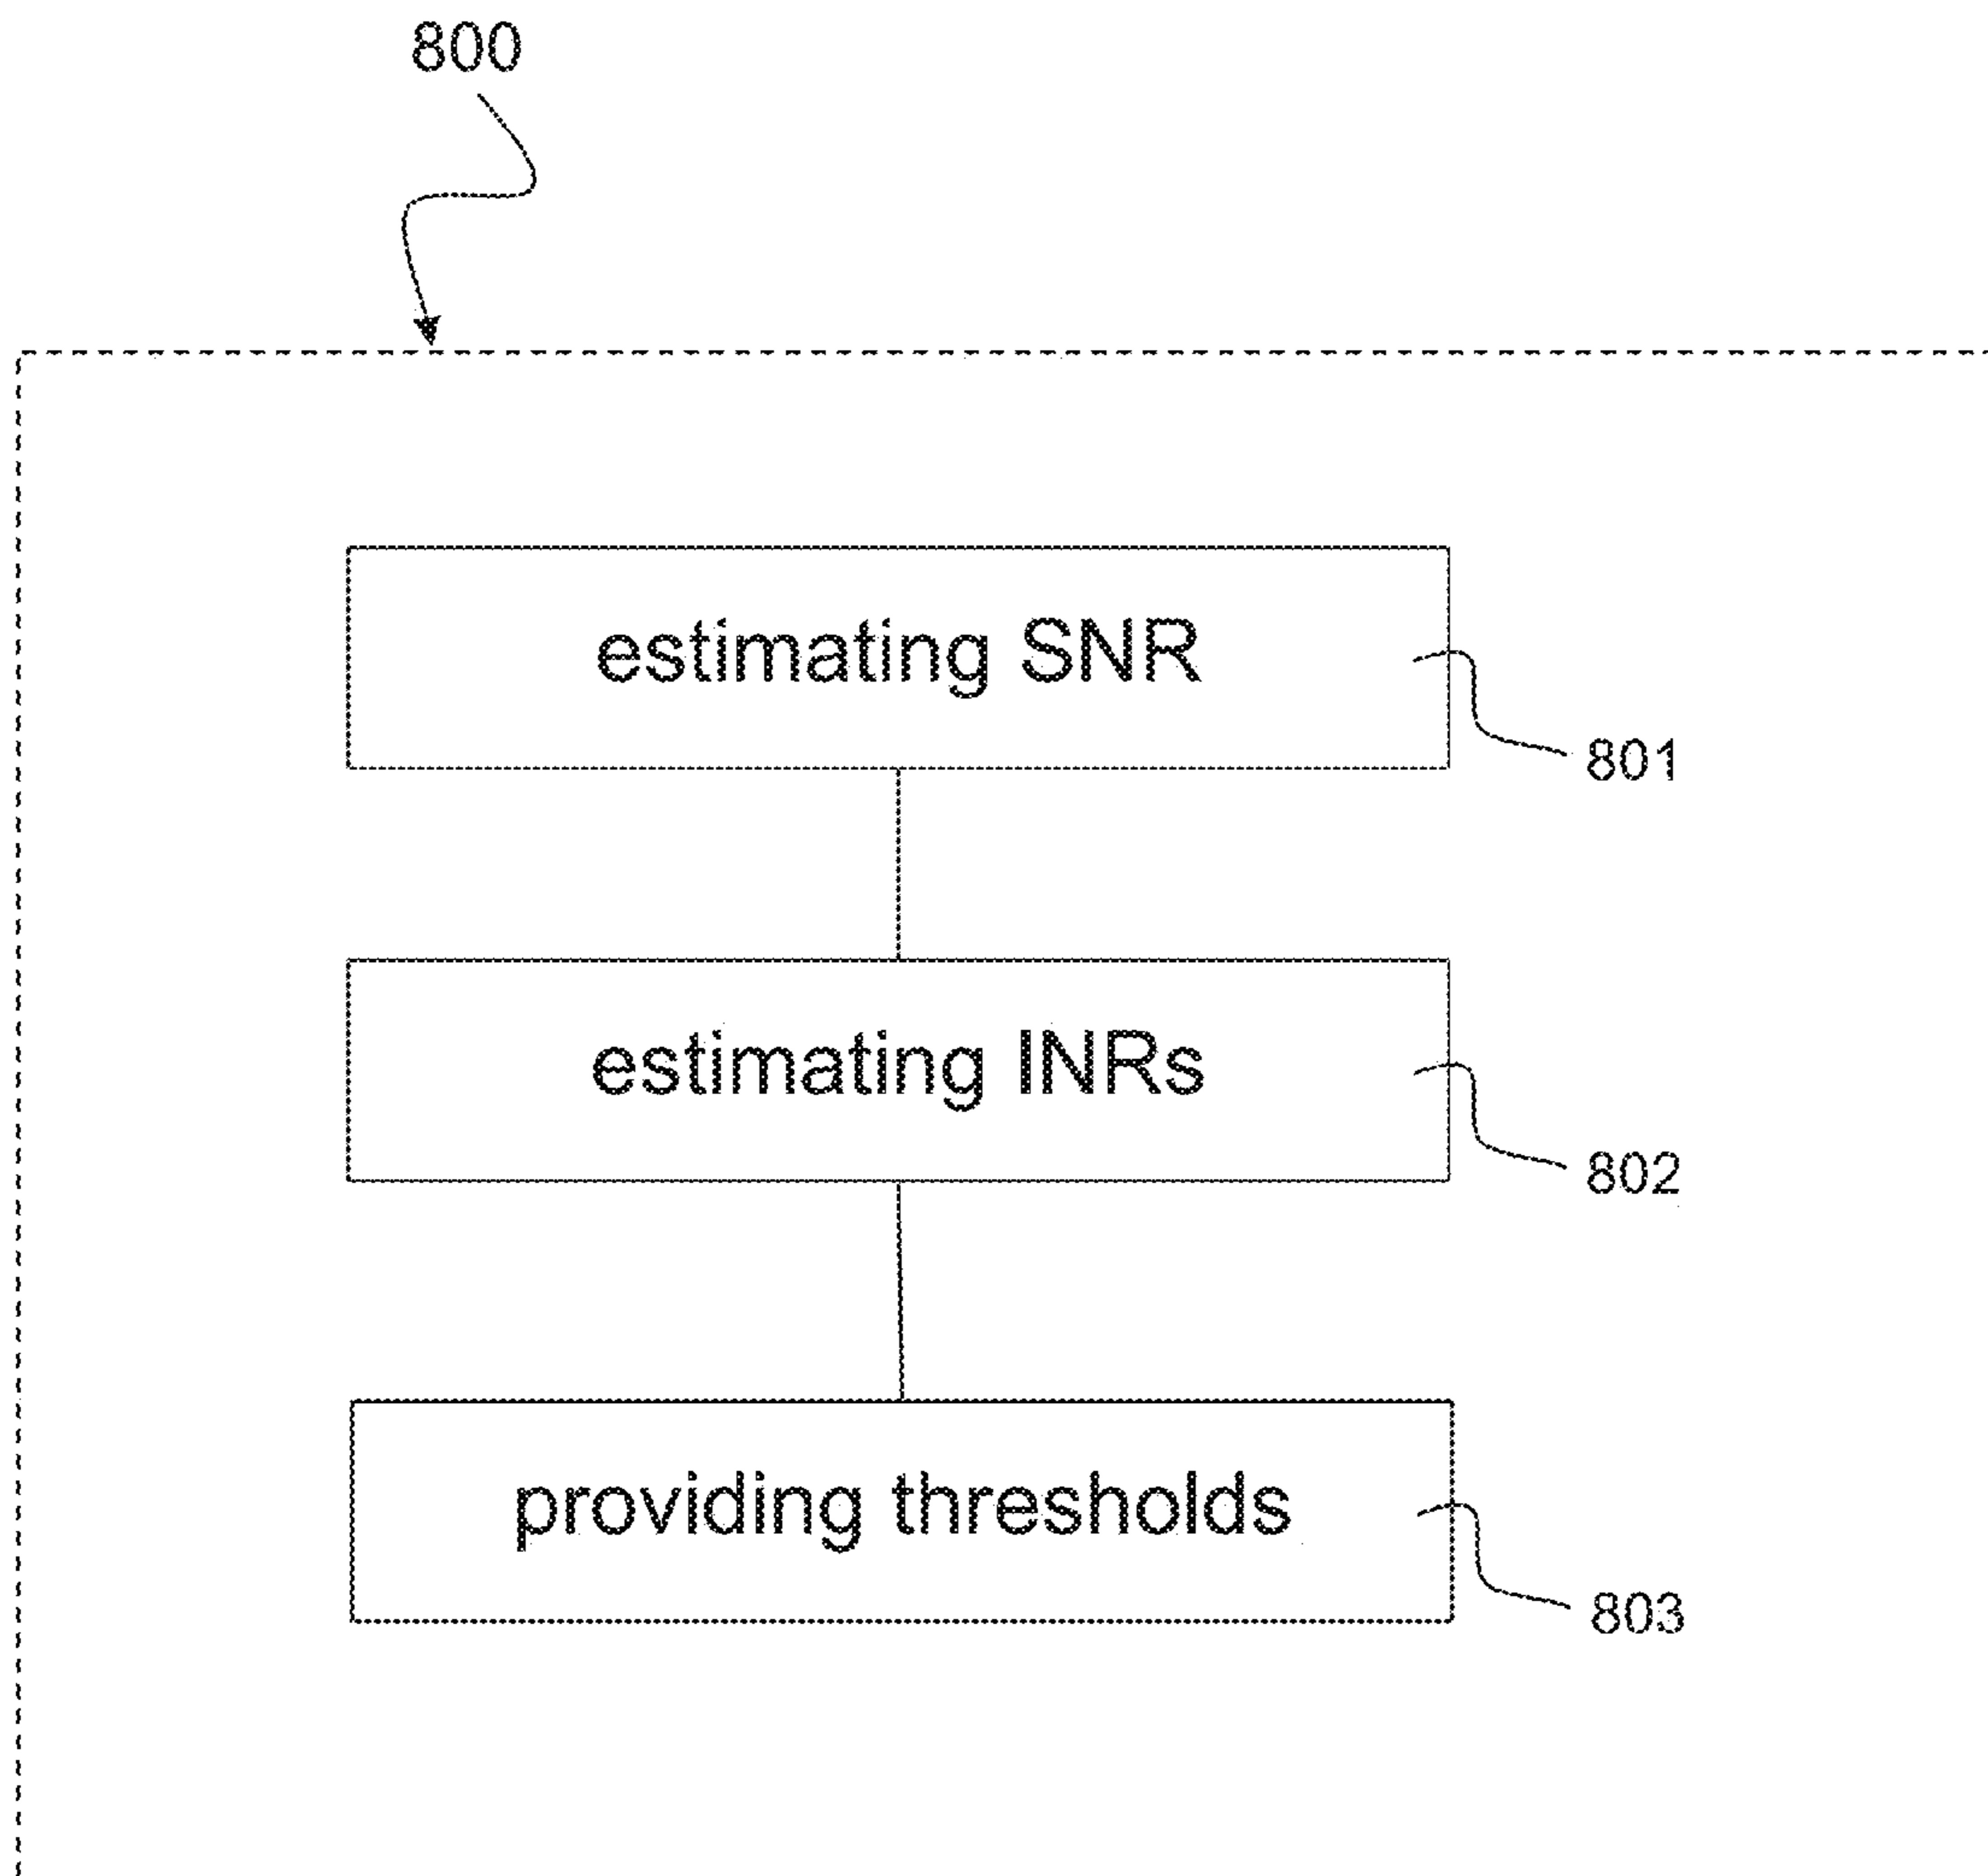 800
estimating SNR
801
estimating INRs
802
providing thresholds
803